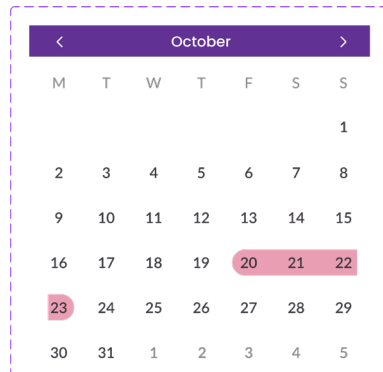 October
M T W T F S S
1
2 3 4 5 6 7 8
9 10 11 12 13 14 15
16 17 18 19 20 21 22
23 24 25 26 27 28 29
30 31 1 2 3 4 5